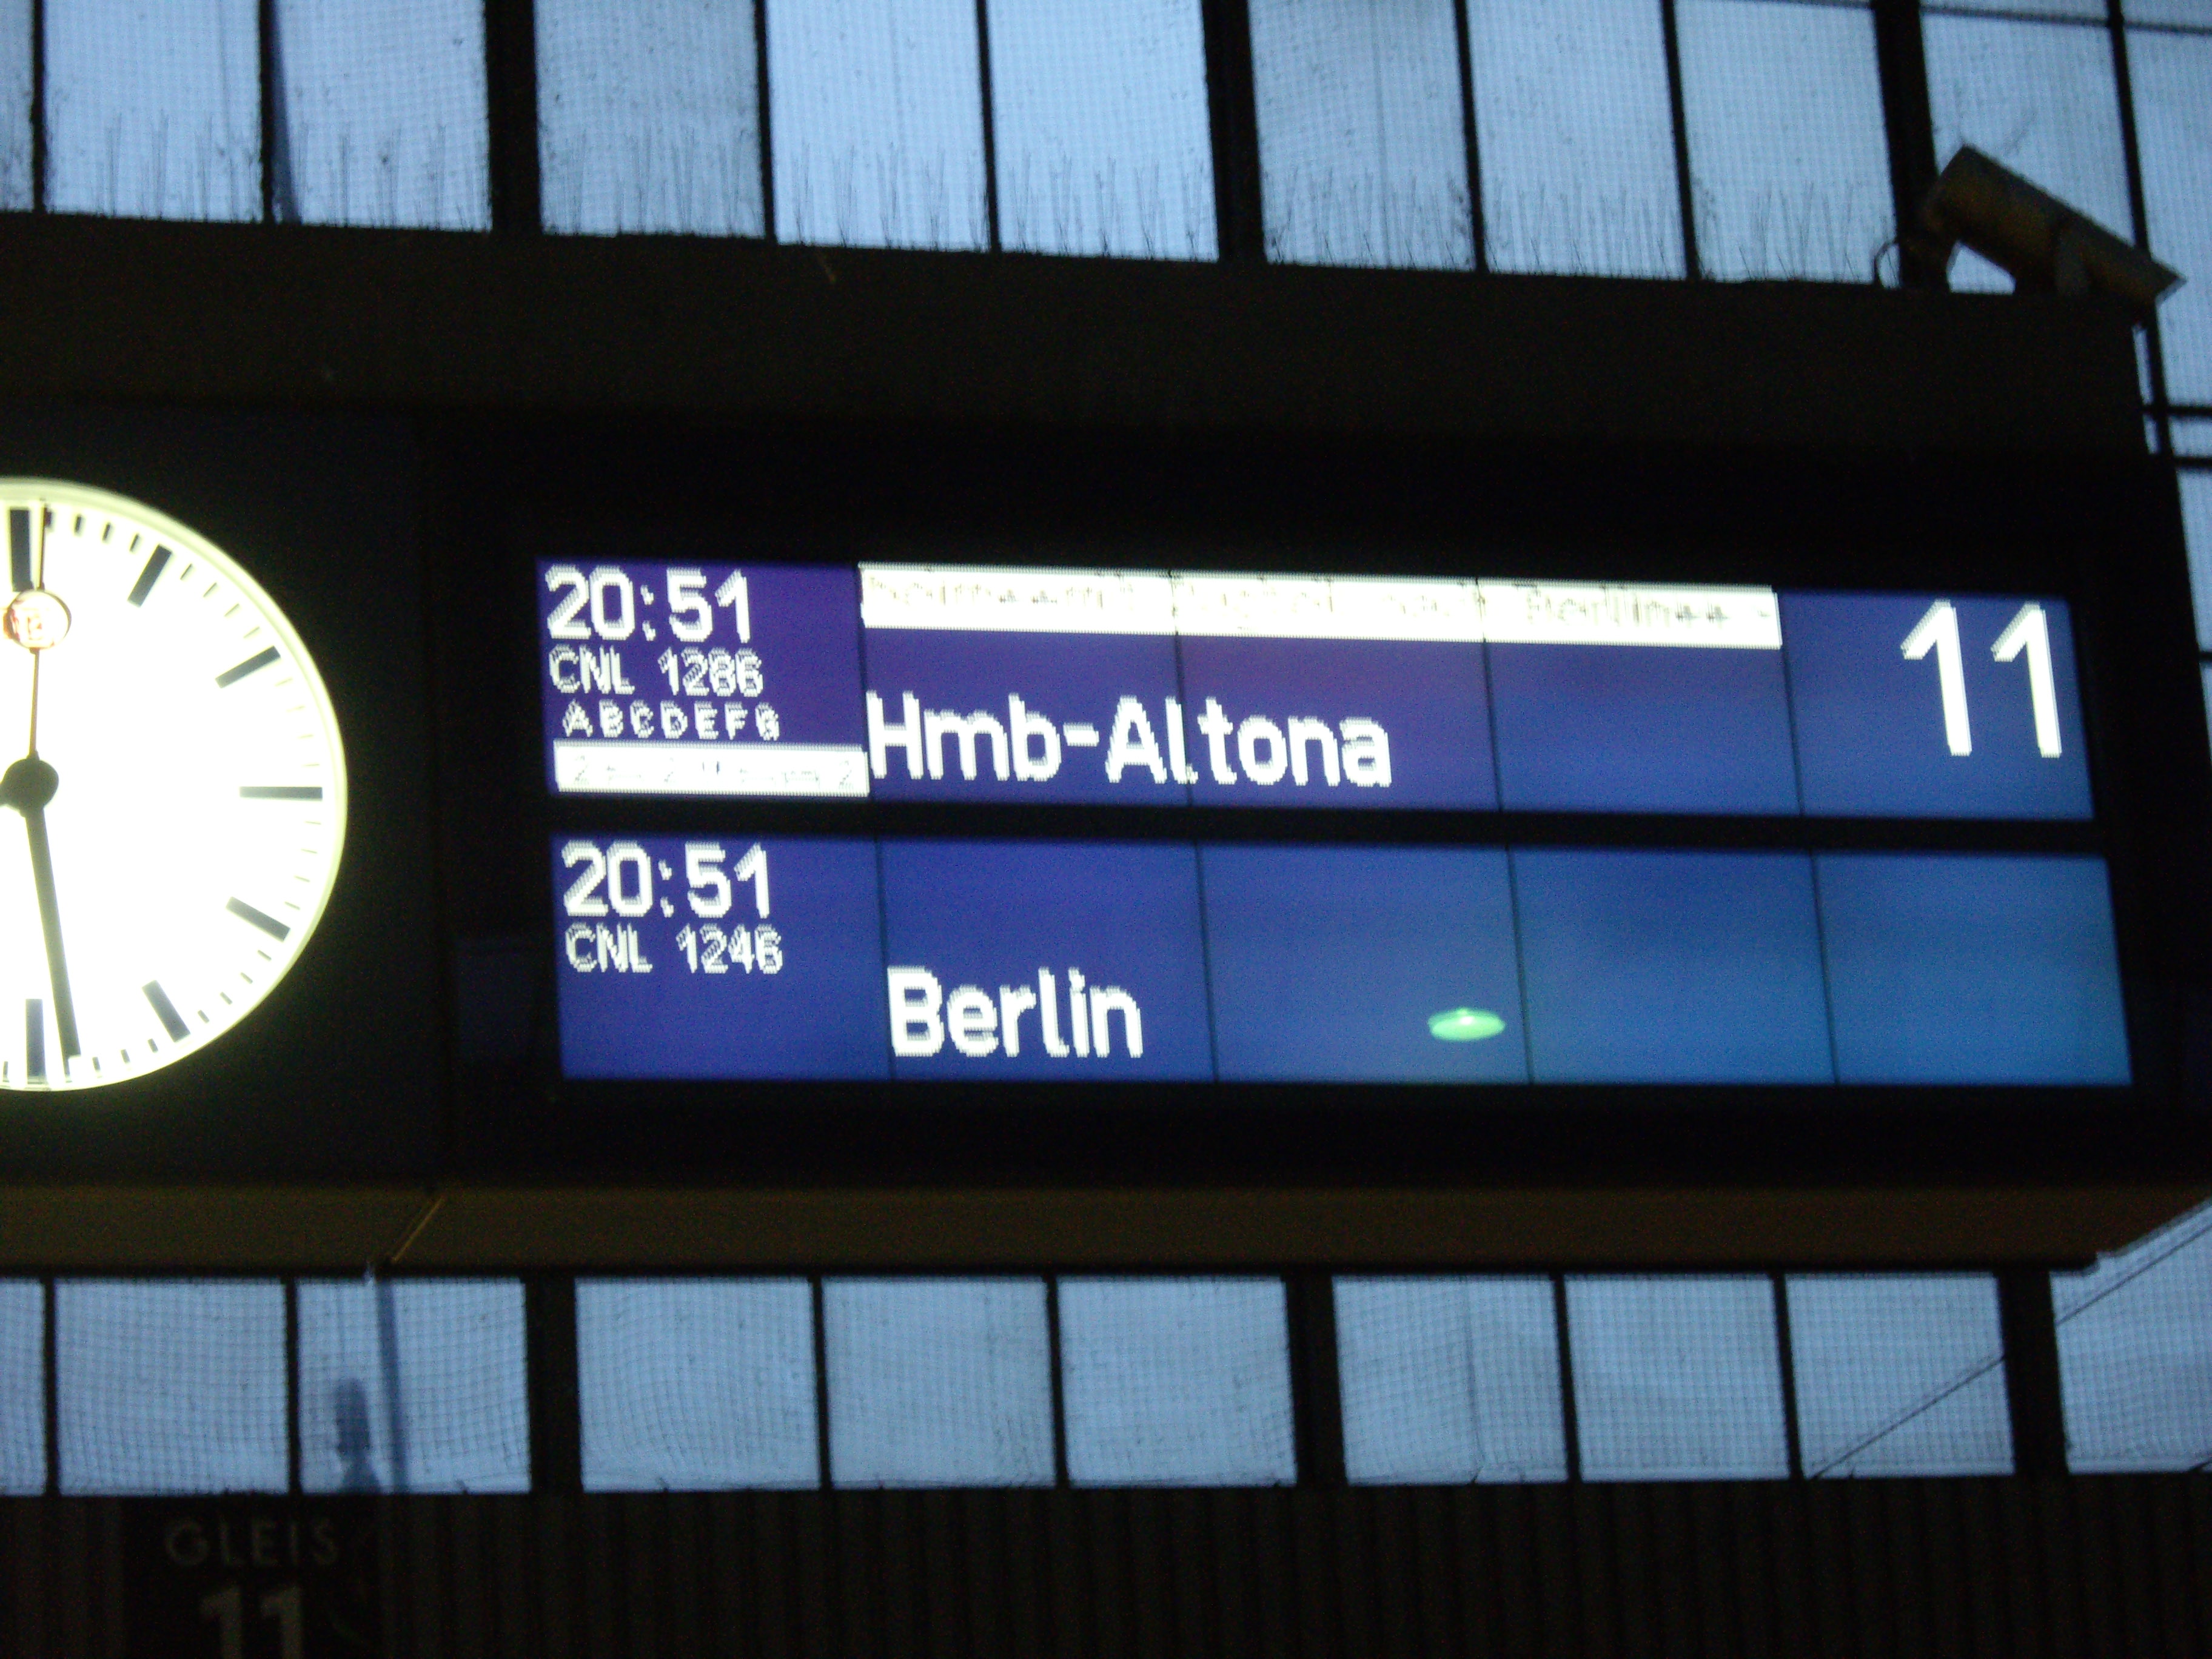 20:51
CNL 1286
ABCDEFG
Hmb-Altona
11
20:51
CNL 1246
Berlin
GLEIS
11